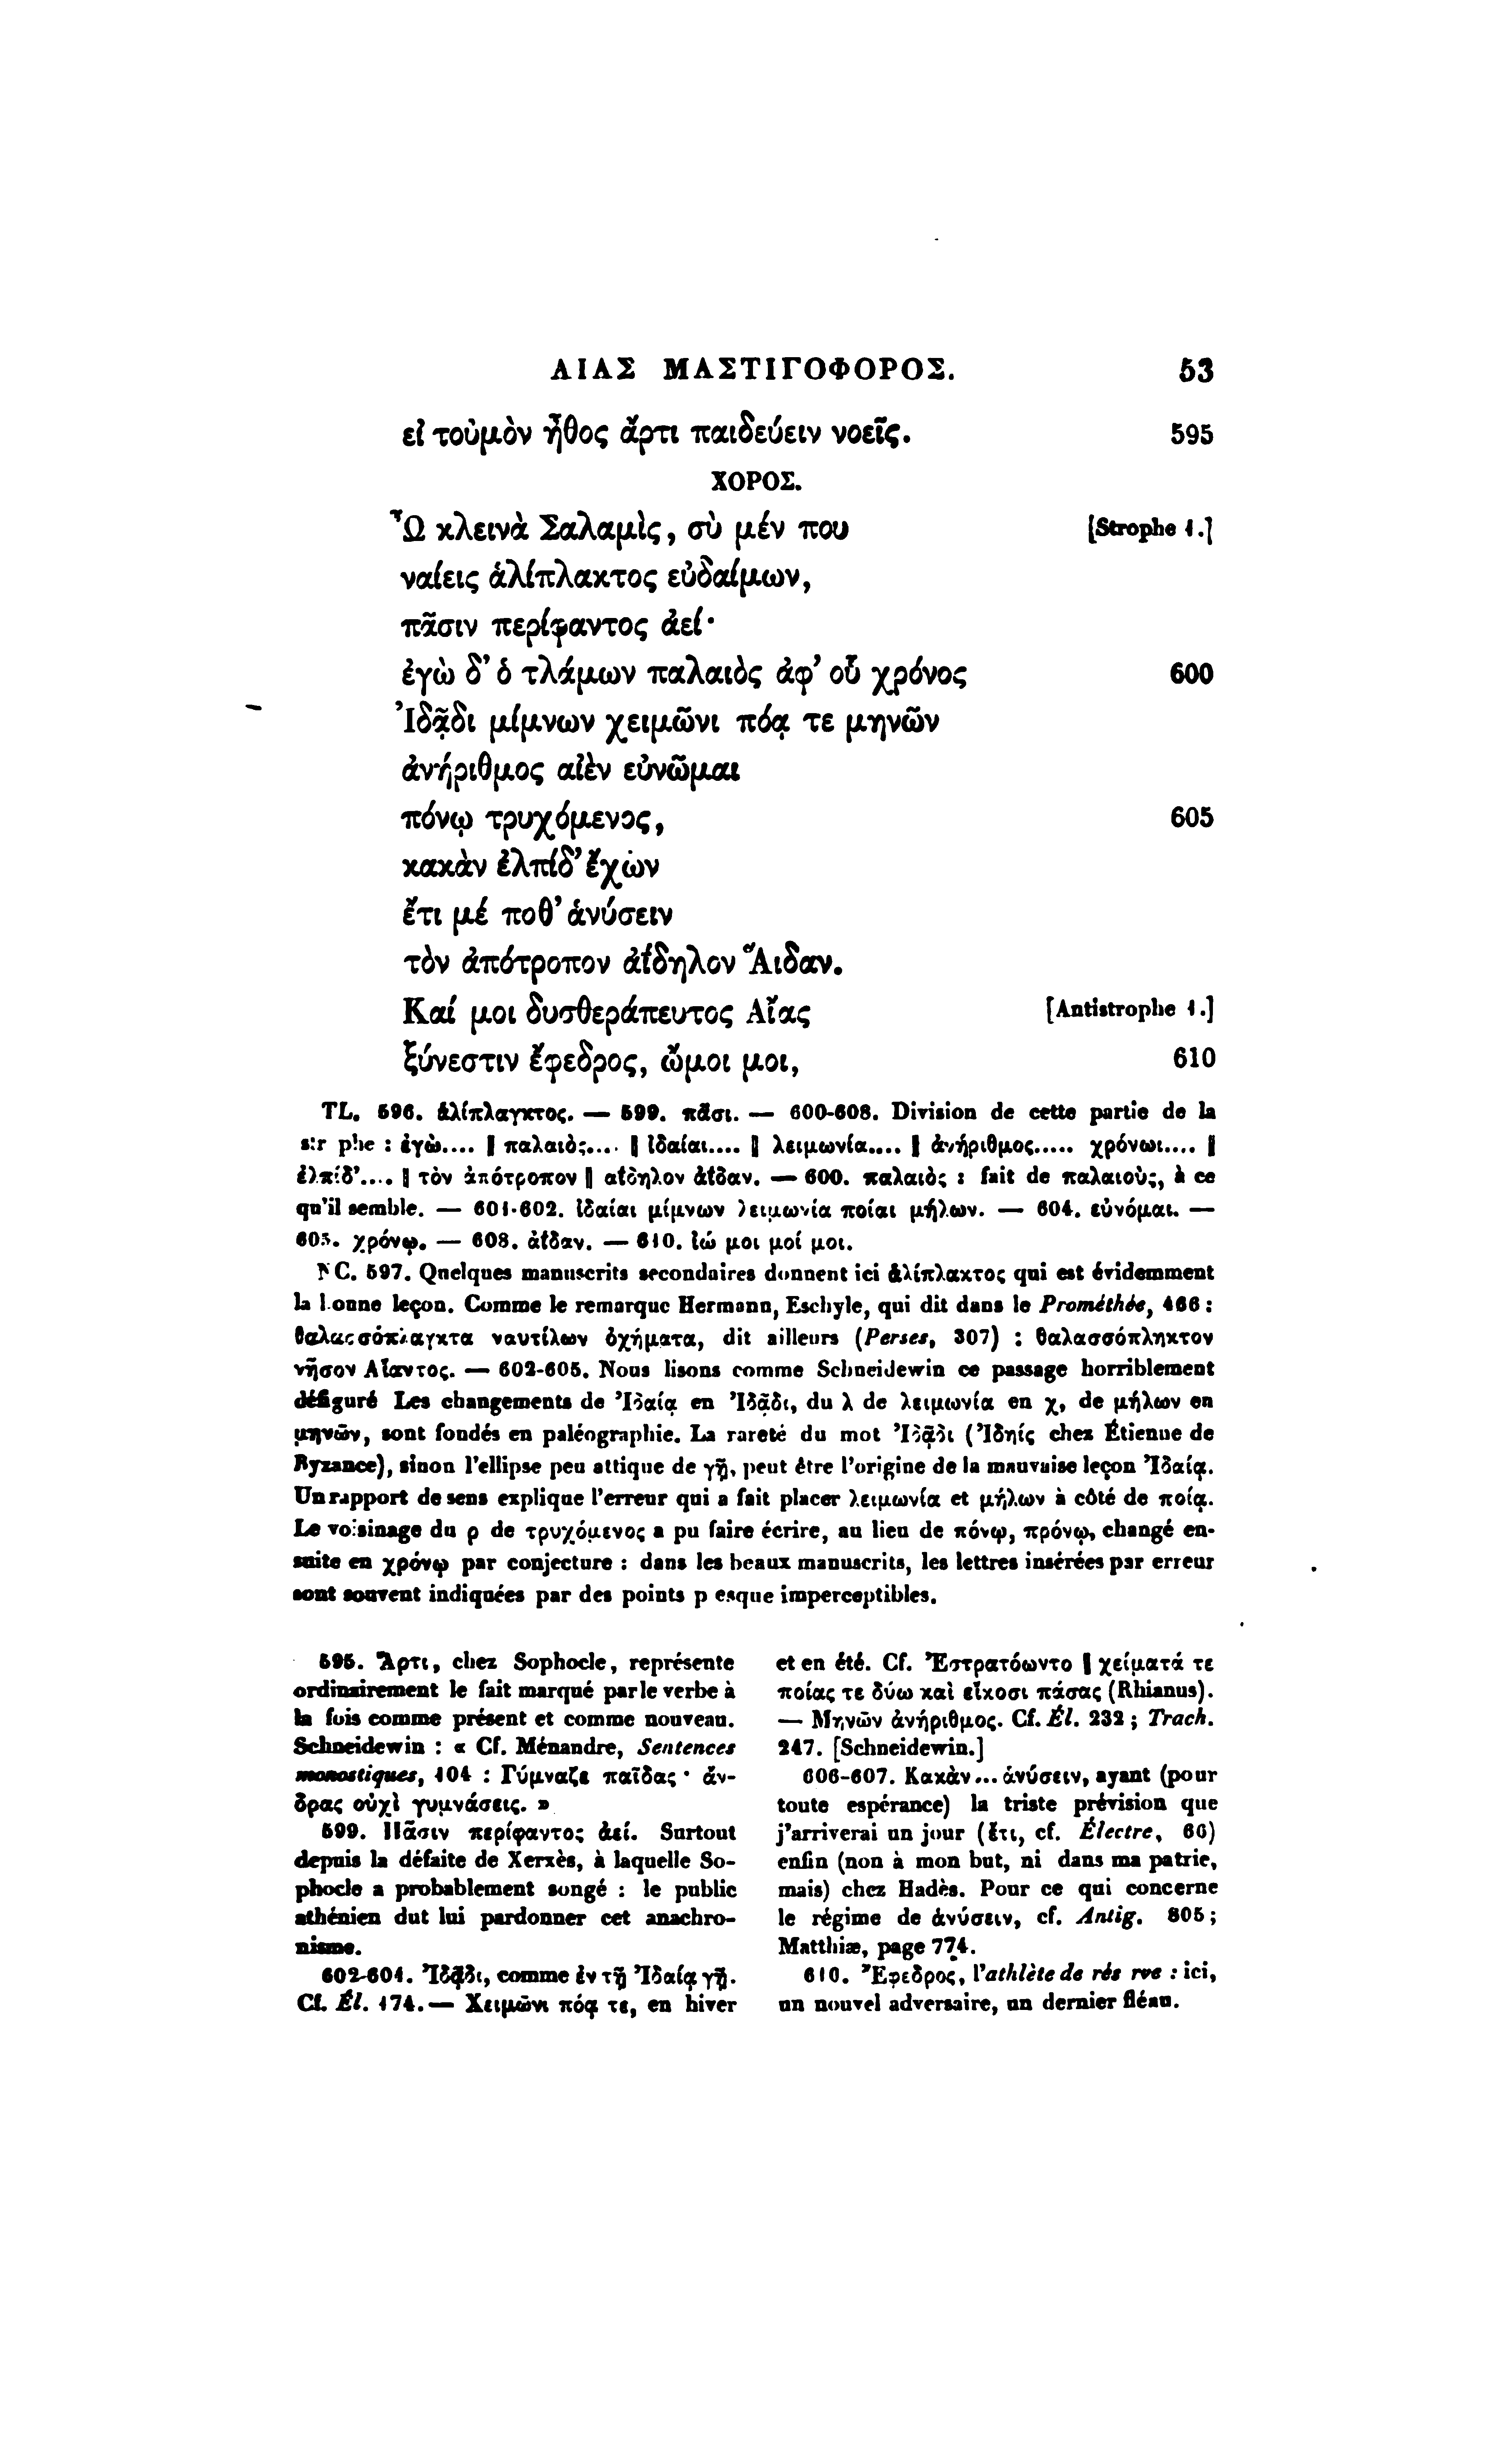 ΑΙΑΣ ΜΑΣΤΙΓΟΦΟΡΟΣ. 53
εἰ τοὐμὸν ἦθος ἄρτι παιδεύειν νοεῖς. 595
ΧΟΡΟΣ.
Ὦ κλεινὰ Σαλαμὶς, σὺ μέν που [Strophe 1.]
ναίεις ἁλίπλακτος εὐδαίμων,
πᾶσιν περίφαντος ἀεί·
ἐγὼ δ’ ὁ τλάμων παλαιὸς ἀφ’ οὗ χρόνος 600
Ἰδᾷδι μίμνων χειμῶνι πόᾳ τε μηνῶν
ἀνήριθμος αἰὲν εὐνῶμαι
πόνῳ τρυχόμενος, 605
κακὰν ἐλπίδ’ ἔχων
ἔτι μέ ποθ’ ἀνύσειν
τὸν ἀπότροπον ἀΐδηλον Ἅιδαν.
Καί μοι δυσθεράπευτος Αἴας [Antistrophe 1.]
ξύνεστιν ἔφεδρος, ὤμοι μοι, 610
TL. 596. ἁλίπλαγκτος. — 599. πᾶσι. — 600-608. Division de cette partie de la
str phe : ἐγὼ.... || παλαιὸς.... || ἰδαίαι.... || λειμωνία.... || ἀνήριθμος..... χρόνωι.... ||
ἐλπίδ’.... || τὸν ἀπότροπον || αἴδηλον ἀΐδαν. — 600. παλαιὸς : fait de παλαιοὺς, à ce
qu’il semble. — 601-602. ἰδαίαι μίμνων λειμωνία ποίαι μήλων. — 604. εὐνόμαι. —
605. χρόνῳ. — 608. ἀΐδαν. — 610. ἰώ μοι μοί μοι.
NC. 597. Quelques manuscrits secondaires donnent ici ἁλίπλακτος qui est évidemment
la bonne leçon. Comme le remarque Hermann, Eschyle, qui dit dans le Prométhée, 466 :
θαλασσόπλαγκτα ναυτίλων ὀχήματα, dit ailleurs (Perses, 307) : θαλασσόπληκτον
νῆσον Αἴαντος. — 602-605. Nous lisons comme Schneidewin ce passage horriblement
défiguré Les changements de Ἰδαίᾳ en Ἰδᾷδι, du λ de λειμωνία en χ, de μήλων en
μηνῶν, sont fondés en paléographie. La rareté du mot Ἰδᾷδι (Ἰδηίς chez Étienne de
Byzance), sinon l’ellipse peu attique de γῇ, peut être l’origine de la mauvaise leçon Ἰδαίᾳ.
Un rapport de sens explique l’erreur qui a fait placer λειμωνία et μήλων à côté de ποίᾳ.
Le voisinage du ρ de τρυχόμενος a pu faire écrire, au lieu de πόνῳ, πρόνῳ, changé en-
suite en χρόνῳ par conjecture : dans les beaux manuscrits, les lettres insérées par erreur
sont souvent indiquées par des points p esque imperceptibles.
595. Ἄρτι, chez Sophocle, représente
ordinairement le fait marqué par le verbe à
la fois comme présent et comme nouveau.
Schneidewin : « Cf. Ménandre, Sentences
monostiques, 104 : Γύμναζε παῖδας · ἄν-
δρας οὐχὶ γυμνάσεις. »
599. Πᾶσιν περίφαντος ἀεί. Surtout
depuis la défaite de Xerxès, à laquelle So-
phocle a probablement songé : le public
athénien dut lui pardonner cet anachro-
nisme.
602-604. Ἰδᾷδι, comme ἐν τῇ Ἰδαίᾳ γῇ.
Cf. Él. 174. — Χειμῶνι πόᾳ τε, en hiver
et en été. Cf. Ἐστρατόωντο || χείματά τε
ποίας τε δύω καὶ εἴκοσι πάσας (Rhianus).
— Μηνῶν ἀνήριθμος. Cf. Él. 232 ; Trach.
247. [Schneidewin.]
606-607. Κακὰν... ἀνύσειν, ayant (pour
toute espérance) la triste prévision que
j’arriverai un jour (ἔτι, cf. Électre, 66)
enfin (non à mon but, ni dans ma patrie,
mais) chez Hadès. Pour ce qui concerne
le régime de ἀνύσειν, cf. Antig. 805 ;
Matthiæ, page 774.
610. Ἔφεδρος, l’athlète de rés rve : ici,
un nouvel adversaire, un dernier fléau.